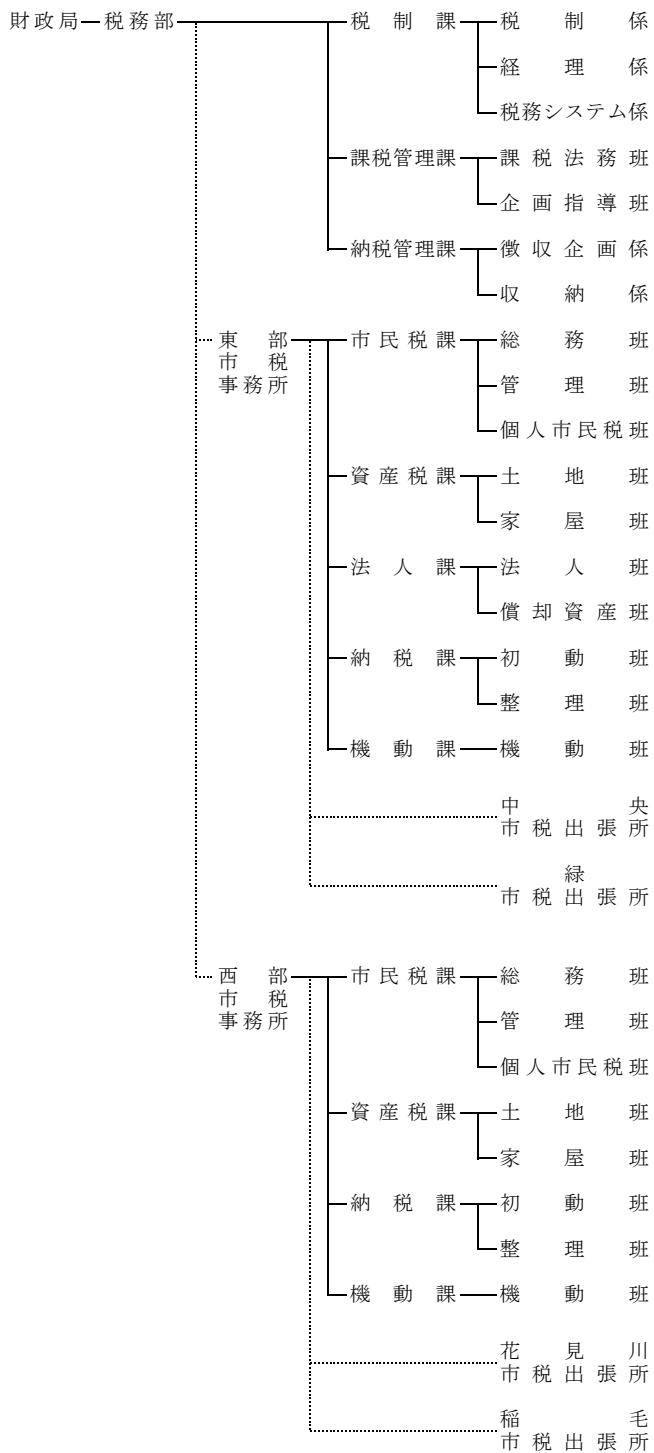 財政局 税務部 税制課 税制係
経理係
税務システム係
課税管理課 課税法務班
企画指導班
納税管理課 徴収企画係
収納係
東部 市民税課 総務班
市税
事務所 管理班
個人市民税班
資産税課 土地班
家屋班
法人課 法人班
償却資産班
納税課 初動班
整理班
機動課 機動班
中央
市税出張所
緑
市税出張所
西部 市民税課 総務班
市税
事務所 管理班
個人市民税班
資産税課 土地班
家屋班
納税課 初動班
整理班
機動課 機動班
花見川
市税出張所
稲毛
市税出張所